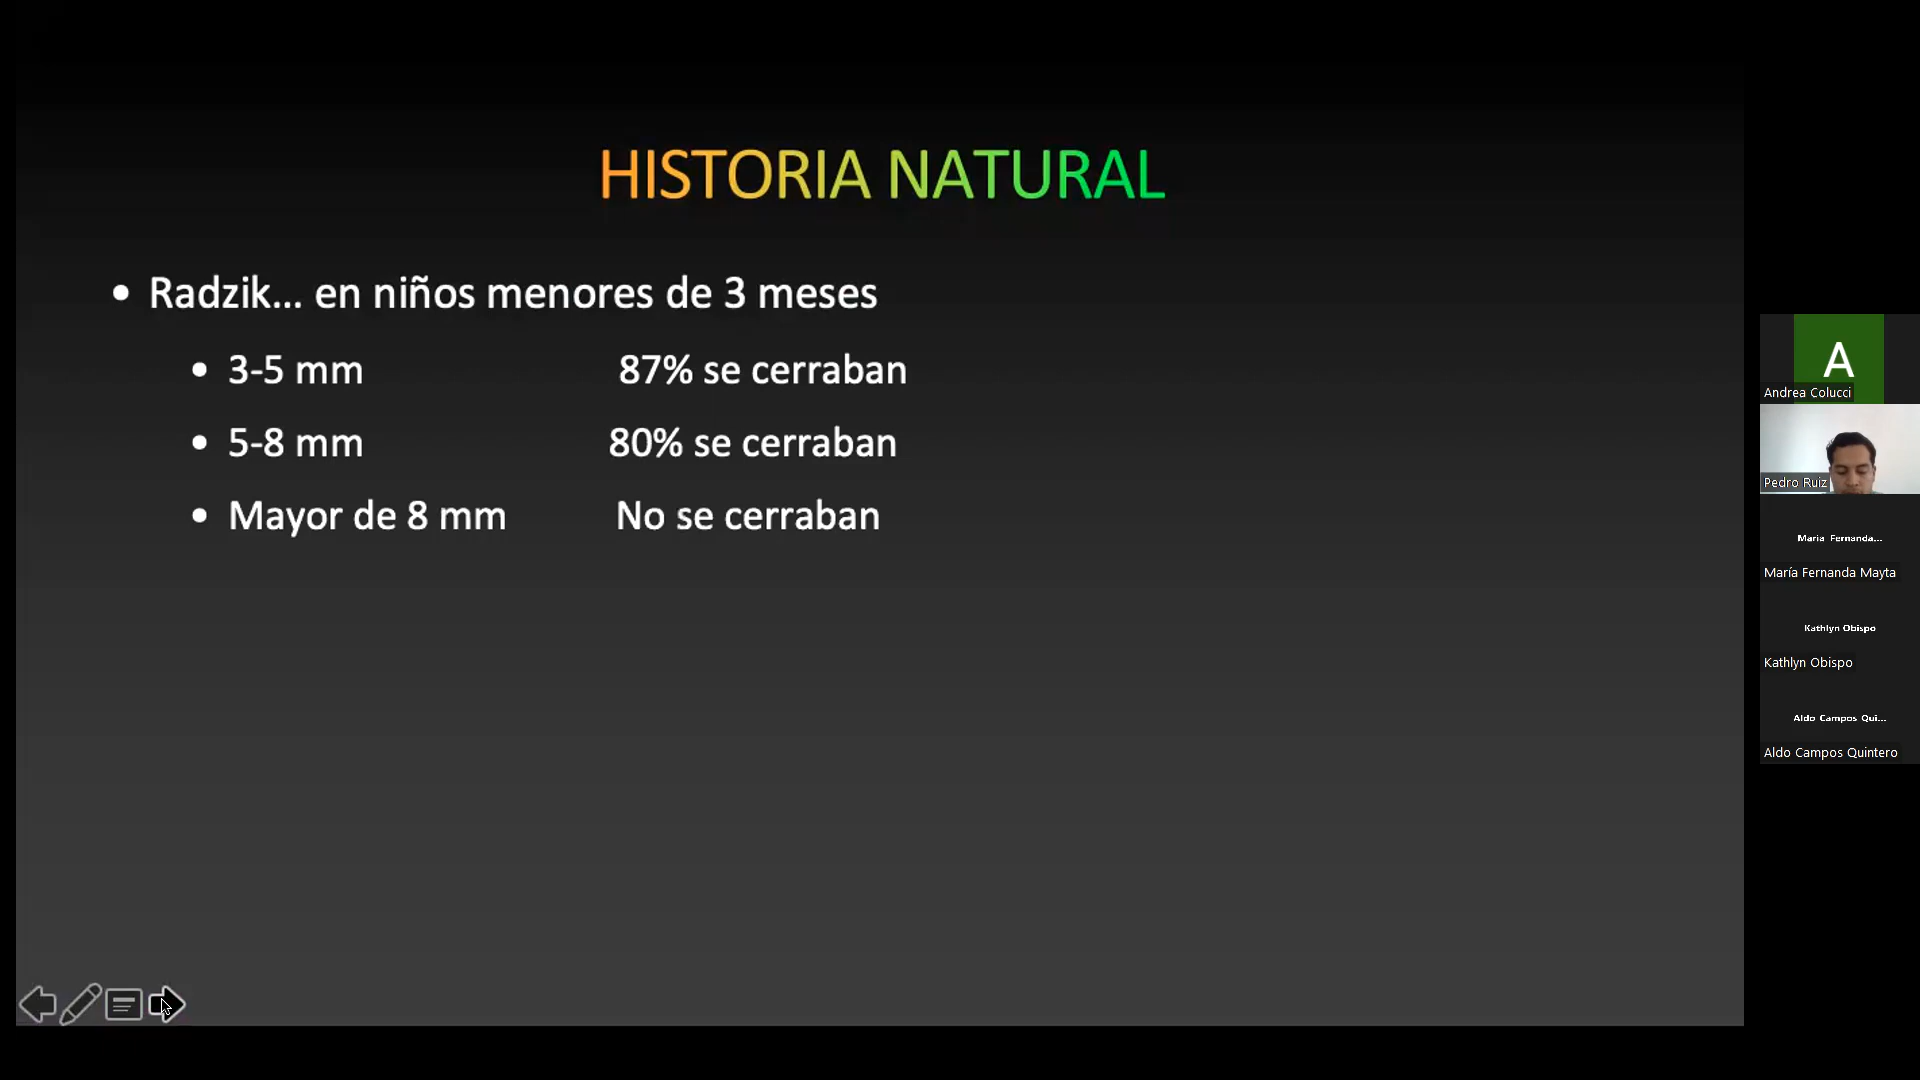 HISTORIA NATURAL
• Radzik... en niños menores de 3 meses
• 3-5 mm 87% se cerraban
• 5-8 mm 80% se cerraban
• Mayor de 8 mm No se cerraban
A
Andrea Colucci
Pedro Ruiz
Maria Fernanda...
María Fernanda Mayta
Kathlyn Obispo
Kathlyn Obispo
Aldo Campos Qui...
Aldo Campos Quintero